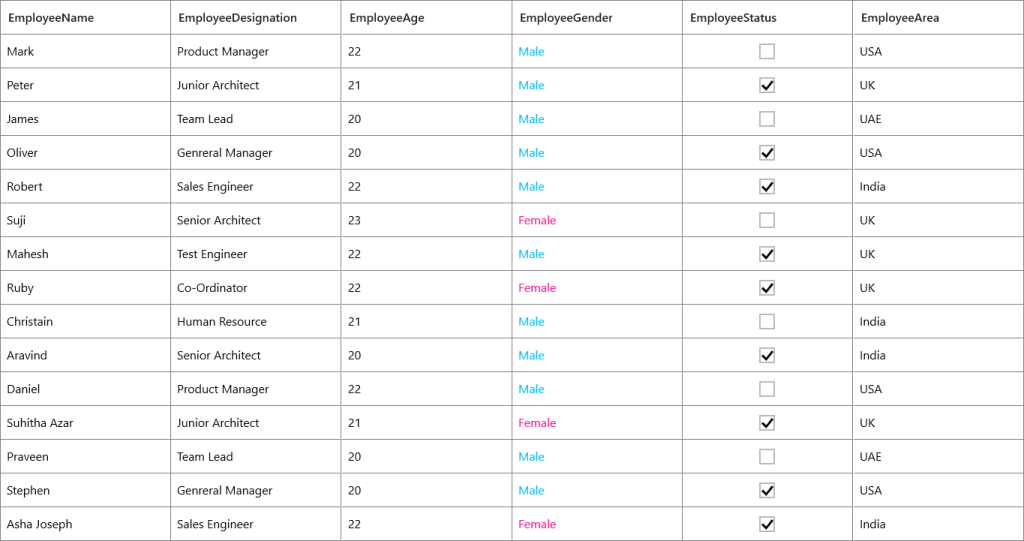 EmployeeName EmployeeDesignation EmployeeAge EmployeeGender EmployeeStatus EmployeeArea
Mark Product Manager 22 Male USA
Peter Junior Architect 21 Male UK
James Team Lead 20 Male UAE
Oliver Genreral Manager 20 Male USA
Robert Sales Engineer 22 Male India
Suji Senior Architect 23 Female UK
Mahesh Test Engineer 22 Male UK
Ruby Co-Ordinator 22 Female UK
Christain Human Resource 21 Male India
Aravind Senior Architect 20 Male India
Daniel Product Manager 22 Male USA
Suhitha Azar Junior Architect 21 Female UK
Praveen Team Lead 20 Male UAE
Stephen Genreral Manager 20 Male USA
Asha Joseph Sales Engineer 22 Female India